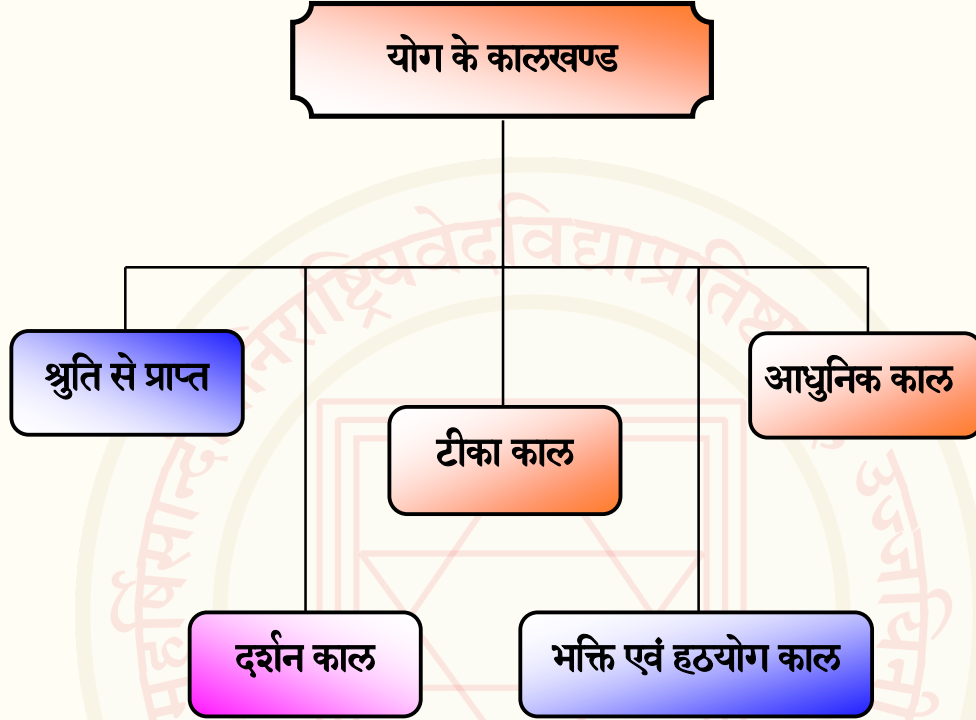 योग के कालखण्ड
श्रुति से प्राप्त
आधुनिक काल
टीका काल
दर्शन काल
भक्ति एवं हठयोग काल